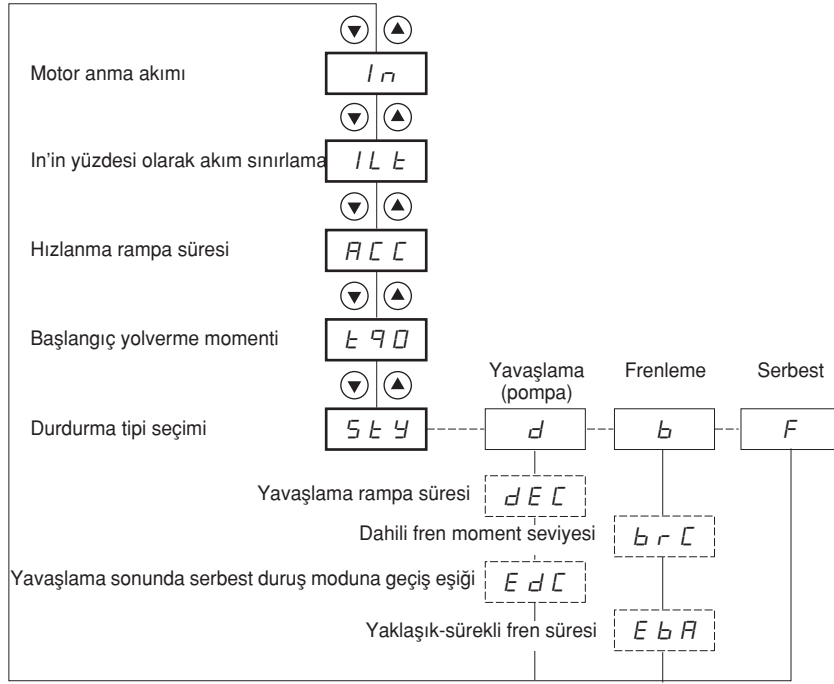 Motor anma akımı
In
In'in yüzdesi olarak akım sınırlama
ILt
Hızlanma rampa süresi
ACC
Başlangıç yolverme momenti
tq0
Yavaşlama
(pompa)
Frenleme
Serbest
Durdurma tipi seçimi
StY
d
b
F
Yavaşlama rampa süresi
dEC
Dahili fren moment seviyesi
brC
Yavaşlama sonunda serbest duruş moduna geçiş eşiği
EdC
Yaklaşık-sürekli fren süresi
EbA